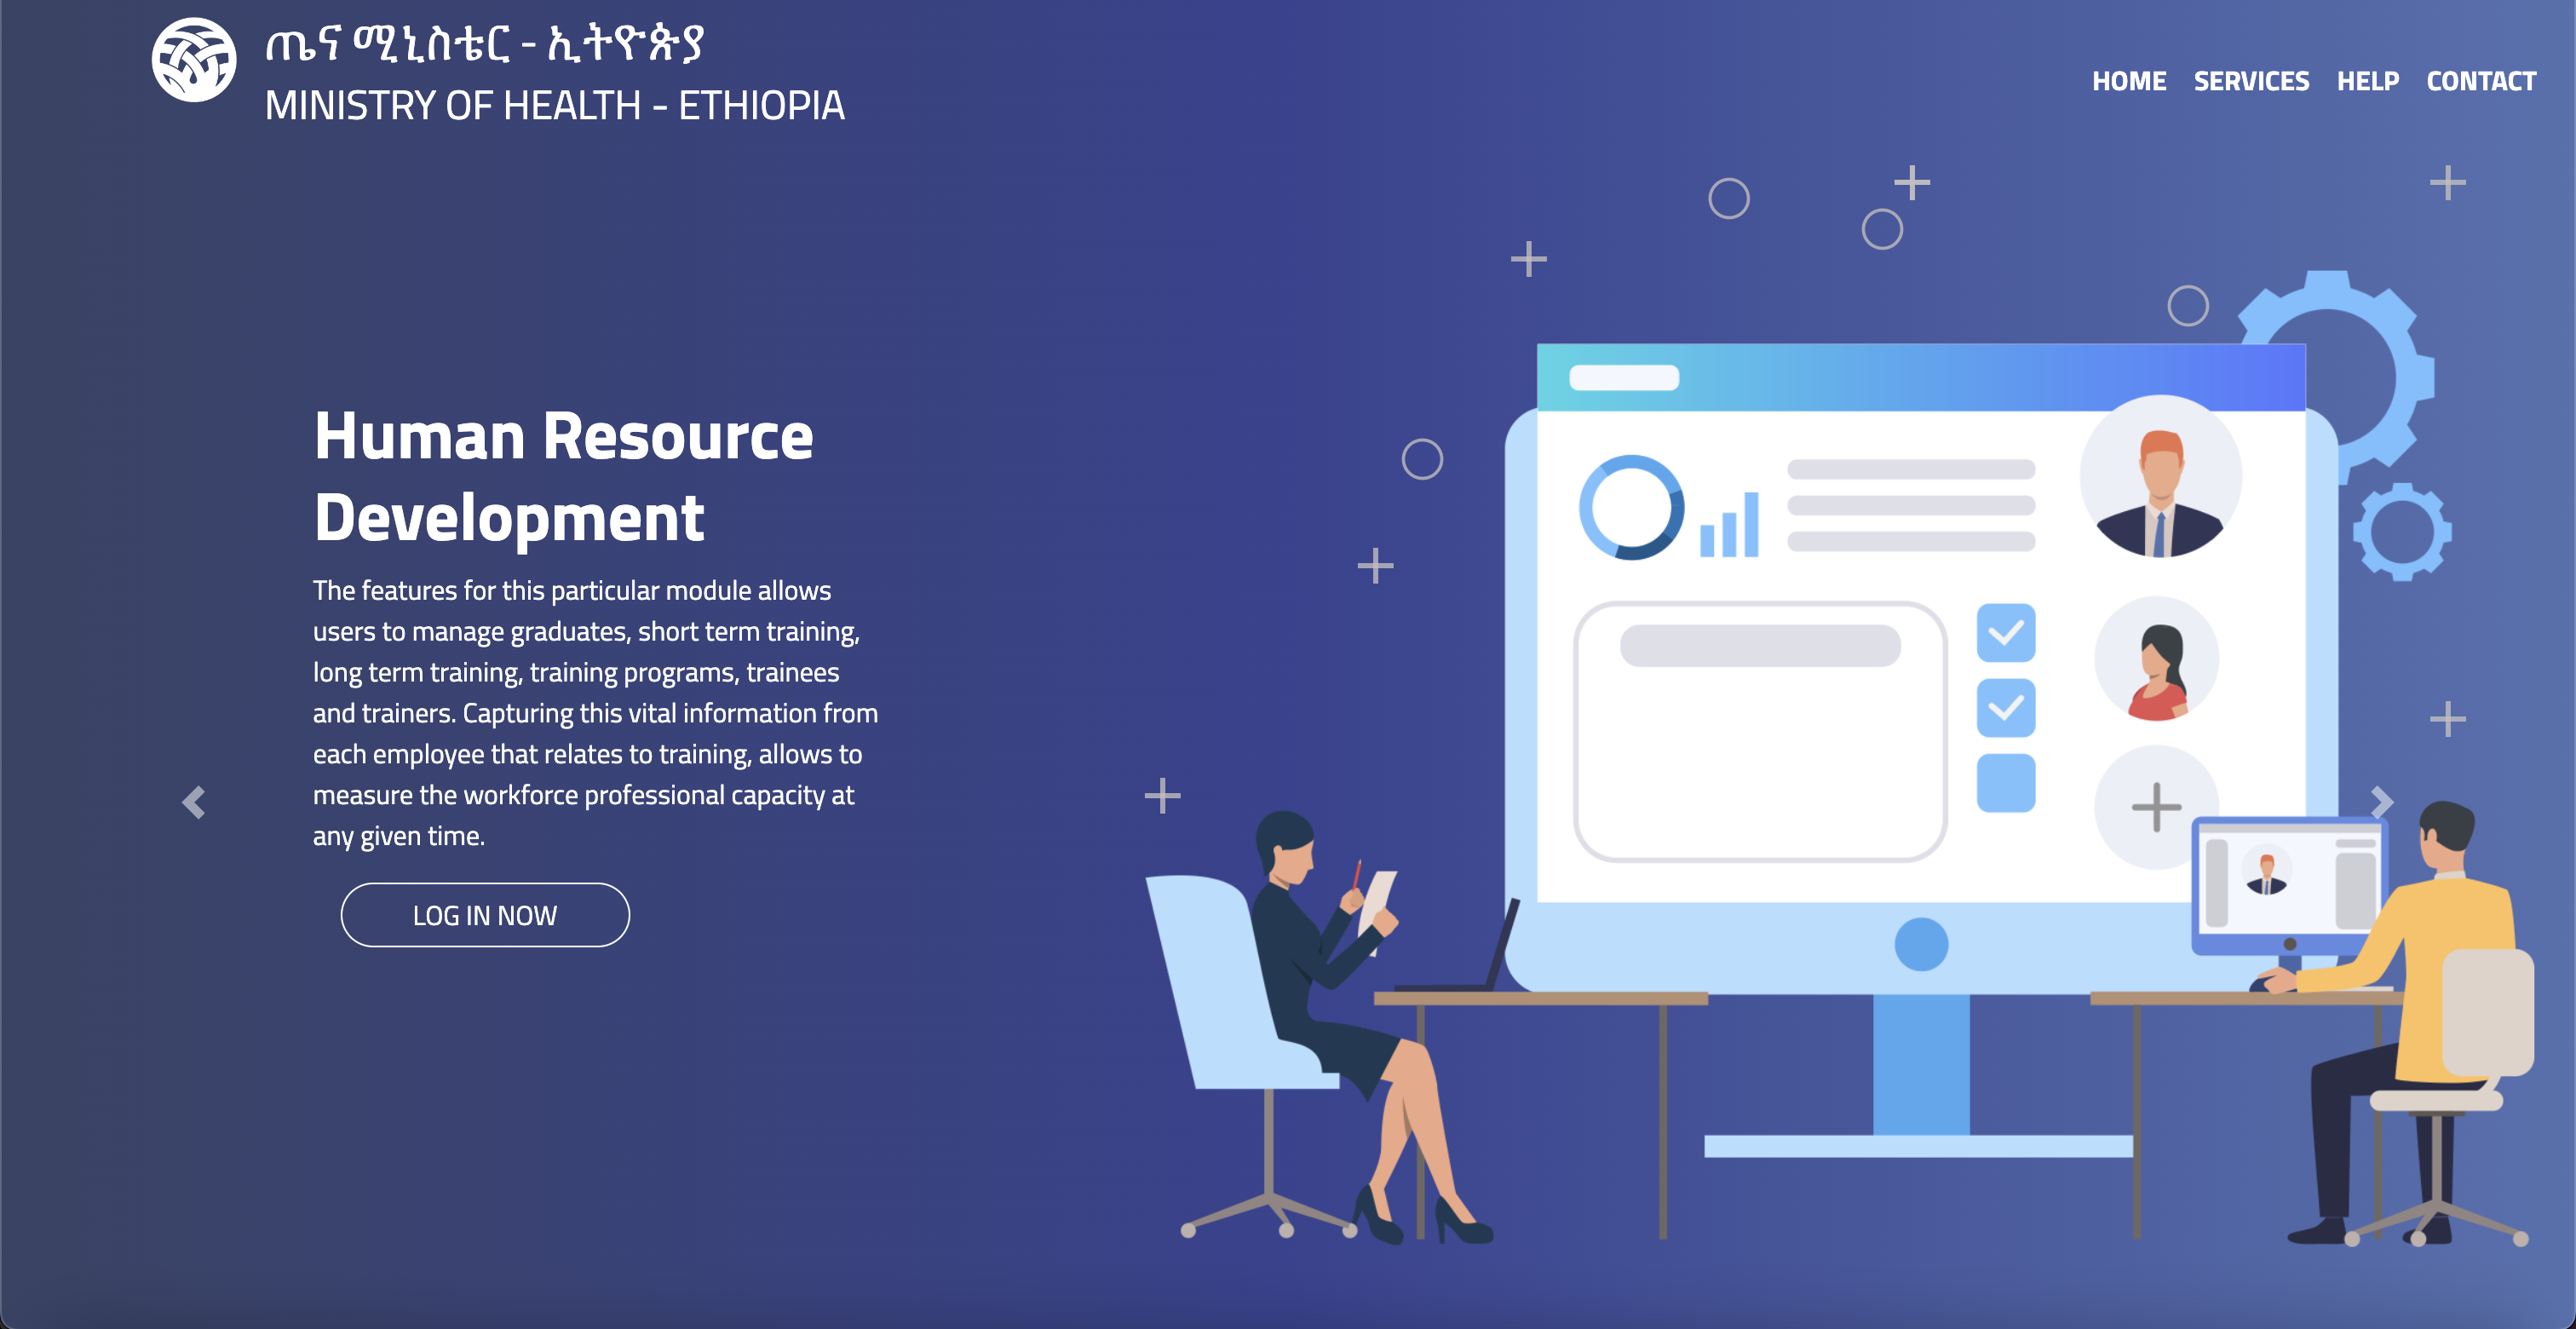 ጤና ሚኒስቴር - ኢትዮጵያ
MINISTRY OF HEALTH - ETHIOPIA
HOME SERVICES HELP CONTACT
Human Resource
Development
The features for this particular module allows
users to manage graduates, short term training,
long term training, training programs, trainees
and trainers. Capturing this vital information from
each employee that relates to training, allows to
measure the workforce professional capacity at
any given time.
LOG IN NOW